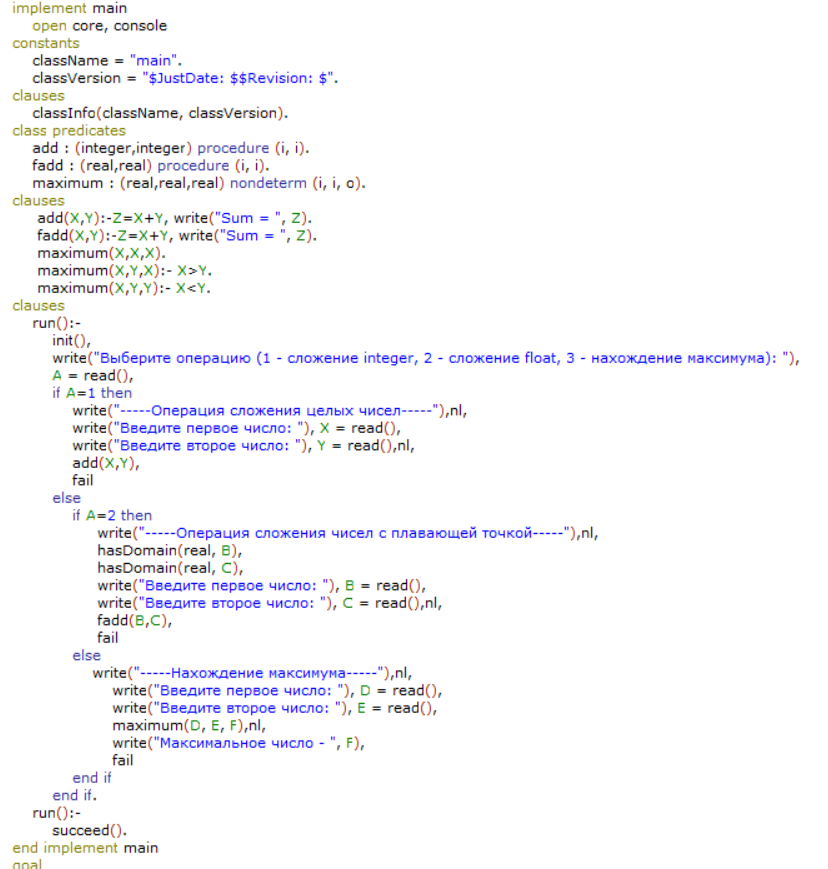 implement main
open core, console
constants
className = "main".
classVersion = "$JustDate: $$Revision: $".
clauses
classInfo(className, classVersion).
class predicates
add : (integer,integer) procedure (i, i).
fadd : (real,real) procedure (i, i).
maximum : (real,real,real) nondeterm (i, i, o).
clauses
add(X,Y):-Z=X+Y, write("Sum = ", Z).
fadd(X,Y):-Z=X+Y, write("Sum = ", Z).
maximum(X,X,X).
maximum(X,Y,X):- X>Y.
maximum(X,Y,Y):- X<Y.
clauses
run():-
init(),
write("Выберите операцию (1 - сложение integer, 2 - сложение float, 3 - нахождение максимума): "),
A = read(),
if A=1 then
write("-----Операция сложения целых чисел-----"),nl,
write("Введите первое число: "), X = read(),
write("Введите второе число: "), Y = read(),nl,
add(X,Y),
fail
else
if A=2 then
write("-----Операция сложения чисел с плавающей точкой-----"),nl,
hasDomain(real, B),
hasDomain(real, C),
write("Введите первое число: "), B = read(),
write("Введите второе число: "), C = read(),nl,
fadd(B,C),
fail
else
write("-----Нахождение максимума-----"),nl,
write("Введите первое число: "), D = read(),
write("Введите второе число: "), E = read(),
maximum(D, E, F),nl,
write("Максимальное число - ", F),
fail
end if
end if.
run():-
succeed().
end implement main
goal